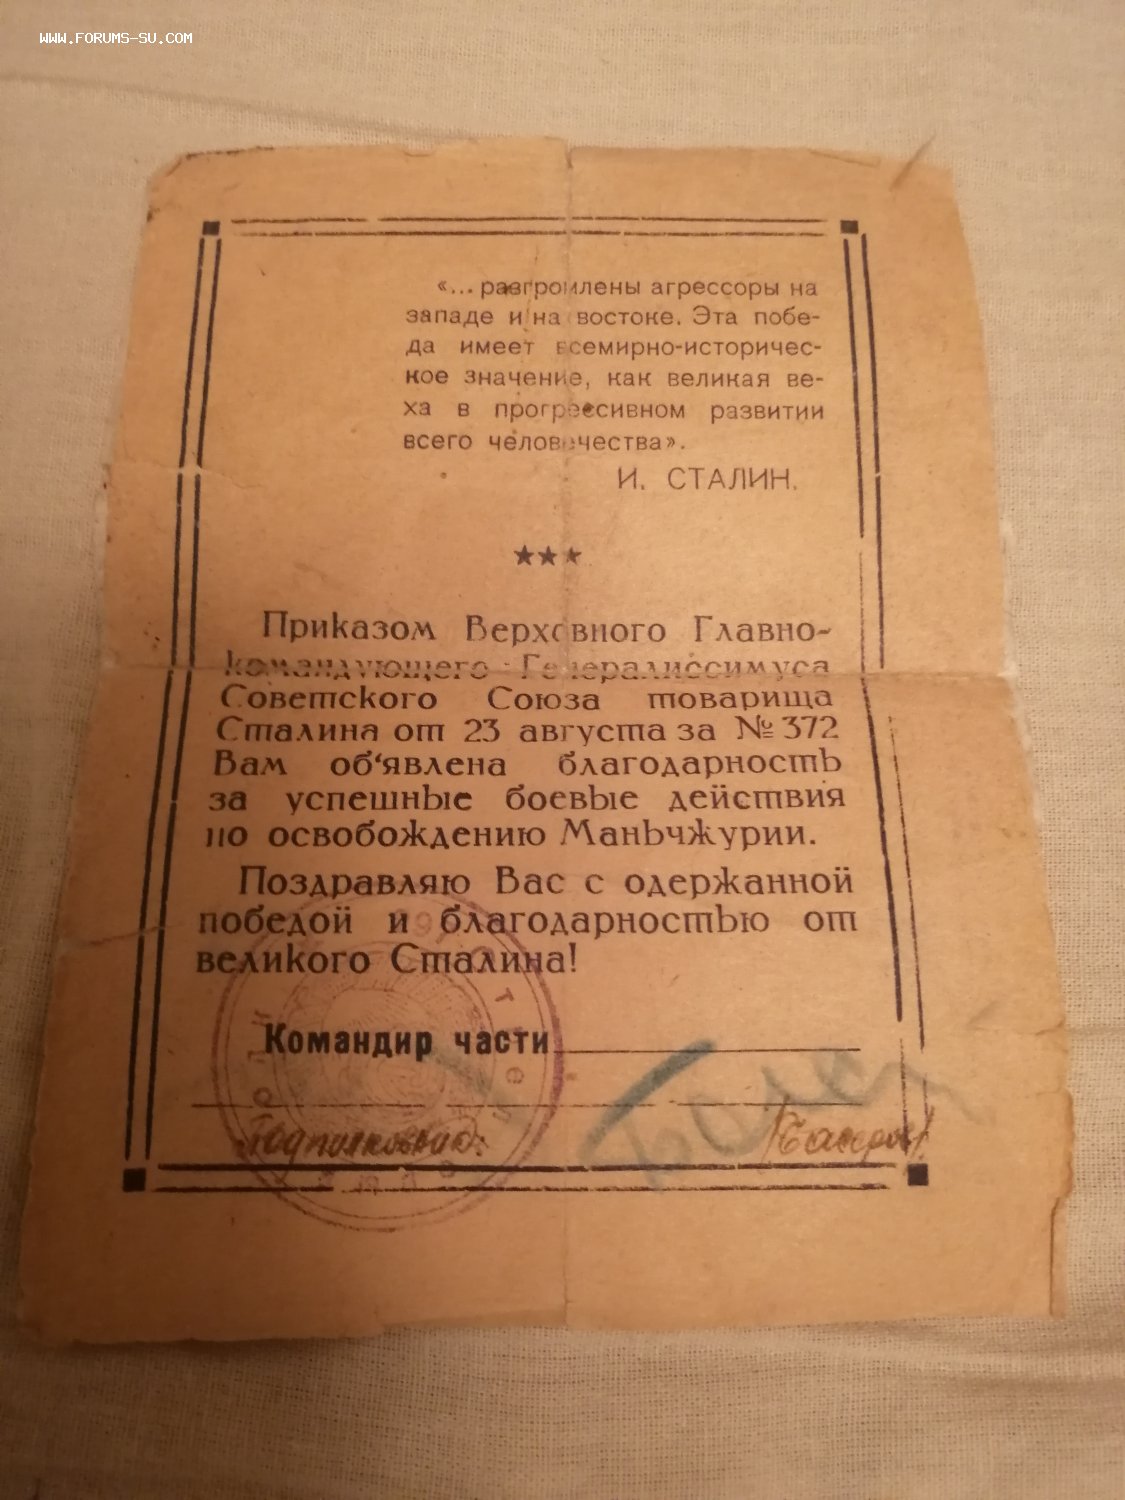 WWW.FORUMS-SU.COM
«... разгромлены агрессоры на
западе и на востоке. Эта побе-
да имеет всемирно-историчес-
кое значение, как великая ве-
ха в прогрессивном развитии
всего человечества».
И. СТАЛИН.
★★★
Приказом Верховного Главно-
командующего Генералиссимуса
Советского Союза товарища
Сталина от 23 августа за № 372
Вам об'явлена благодарность
за успешные боевые действия
по освобождению Маньчжурии.
Поздравляю Вас с одержанной
победой и благодарностью от
великого Сталина!
Командир части
подполковник